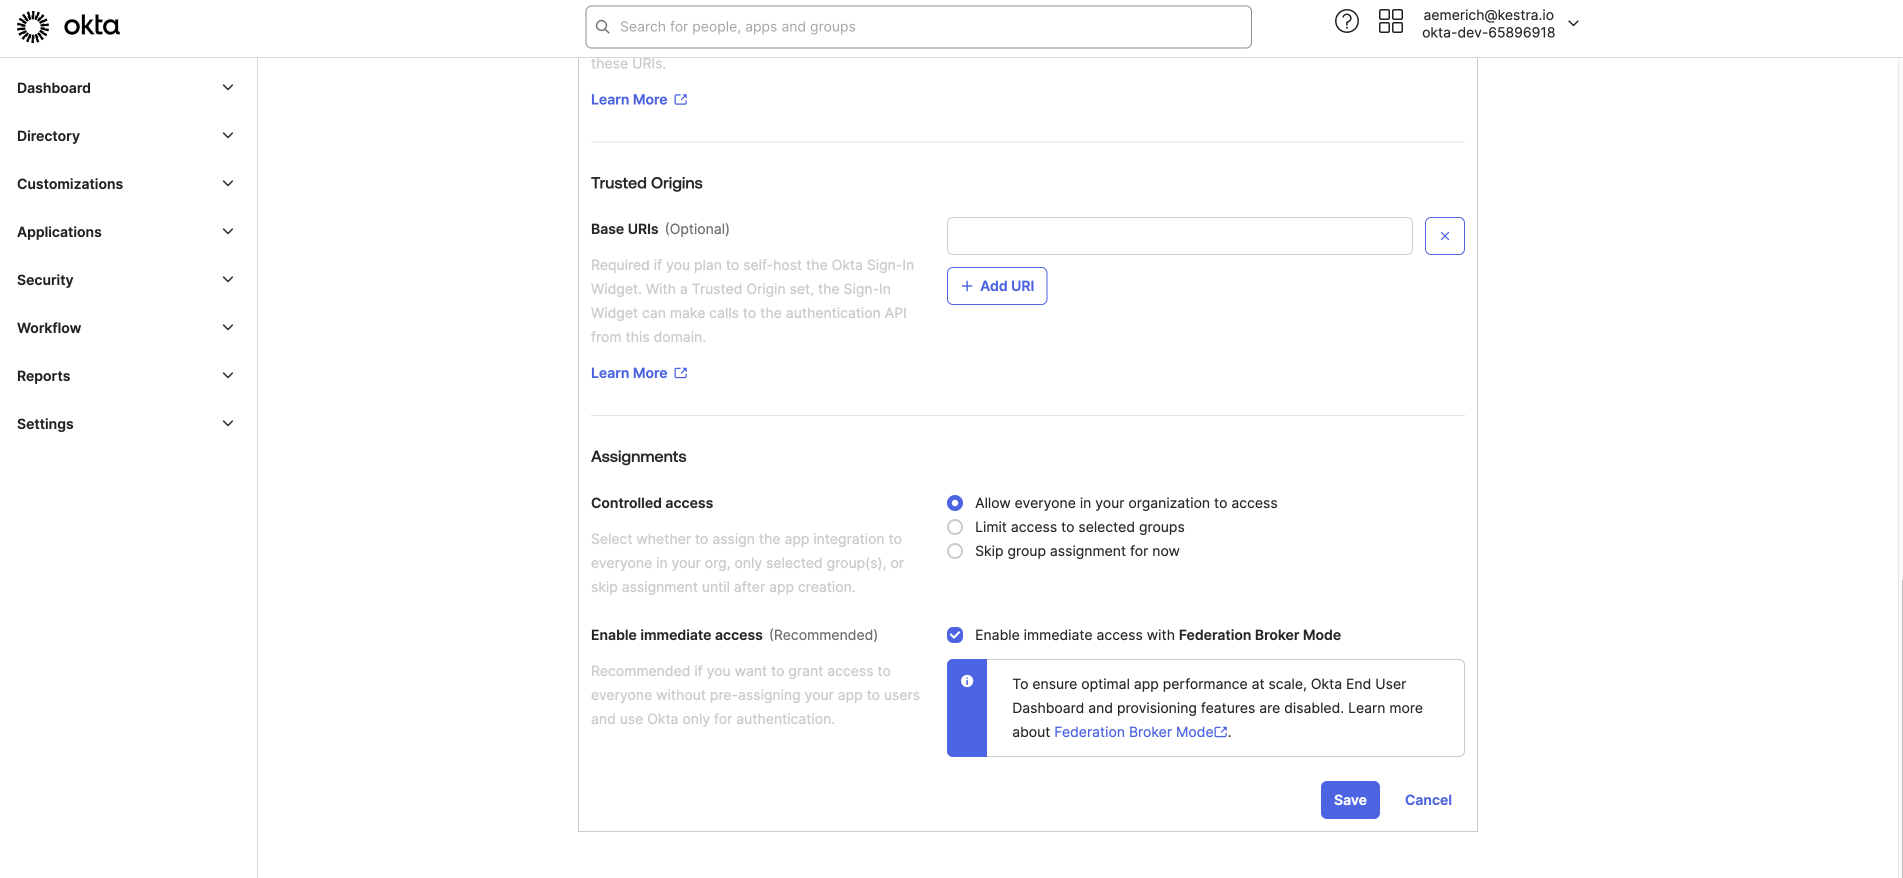 okta
Search for people, apps and groups
aemerich@kestra.io
okta-dev-65896918
Dashboard
Directory
Customizations
Applications
Security
Workflow
Reports
Settings
these URIs.
Learn More
Trusted Origins
Base URIs (Optional)
Required if you plan to self-host the Okta Sign-In
Widget. With a Trusted Origin set, the Sign-In
Widget can make calls to the authentication API
from this domain.
Learn More
+ Add URI
Assignments
Controlled access
Select whether to assign the app integration to
everyone in your org, only selected group(s), or
skip assignment until after app creation.
Allow everyone in your organization to access
Limit access to selected groups
Skip group assignment for now
Enable immediate access (Recommended)
Recommended if you want to grant access to
everyone without pre-assigning your app to users
and use Okta only for authentication.
Enable immediate access with Federation Broker Mode
To ensure optimal app performance at scale, Okta End User
Dashboard and provisioning features are disabled. Learn more
about Federation Broker Mode.
Save
Cancel